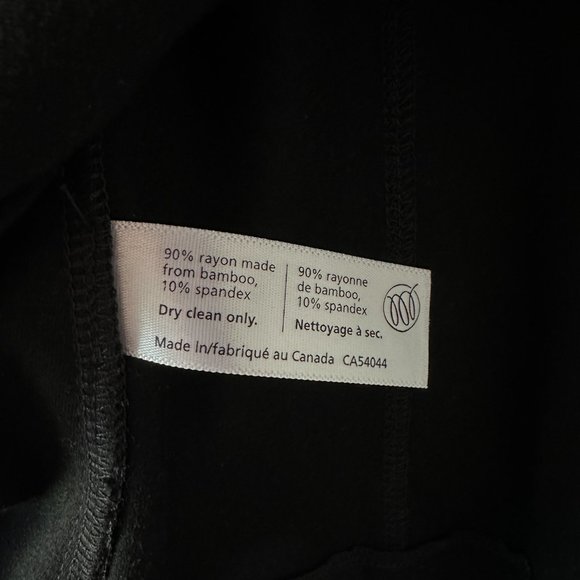 90% rayon made
from bamboo,
10% spandex
Dry clean only.
90% rayonne
de bambou,
10% spandex
Nettoyage à sec.
Made In/fabriqué au Canada CA54044